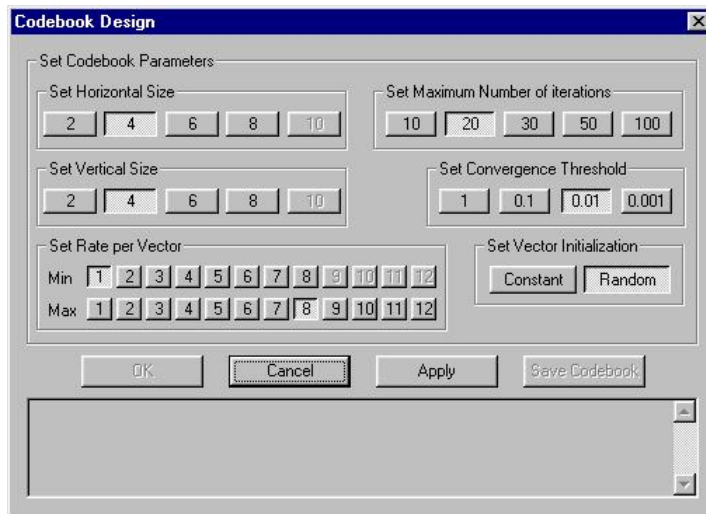 Codebook Design
Set Codebook Parameters
Set Horizontal Size
2 4 6 8 10
Set Maximum Number of iterations
10 20 30 50 100
Set Vertical Size
2 4 6 8 10
Set Convergence Threshold
1 0.1 0.01 0.001
Set Rate per Vector
Min 1 2 3 4 5 6 7 8 9 10 11 12
Max 1 2 3 4 5 6 7 8 9 10 11 12
Set Vector Initialization
Constant Random
OK Cancel Apply Save Codebook